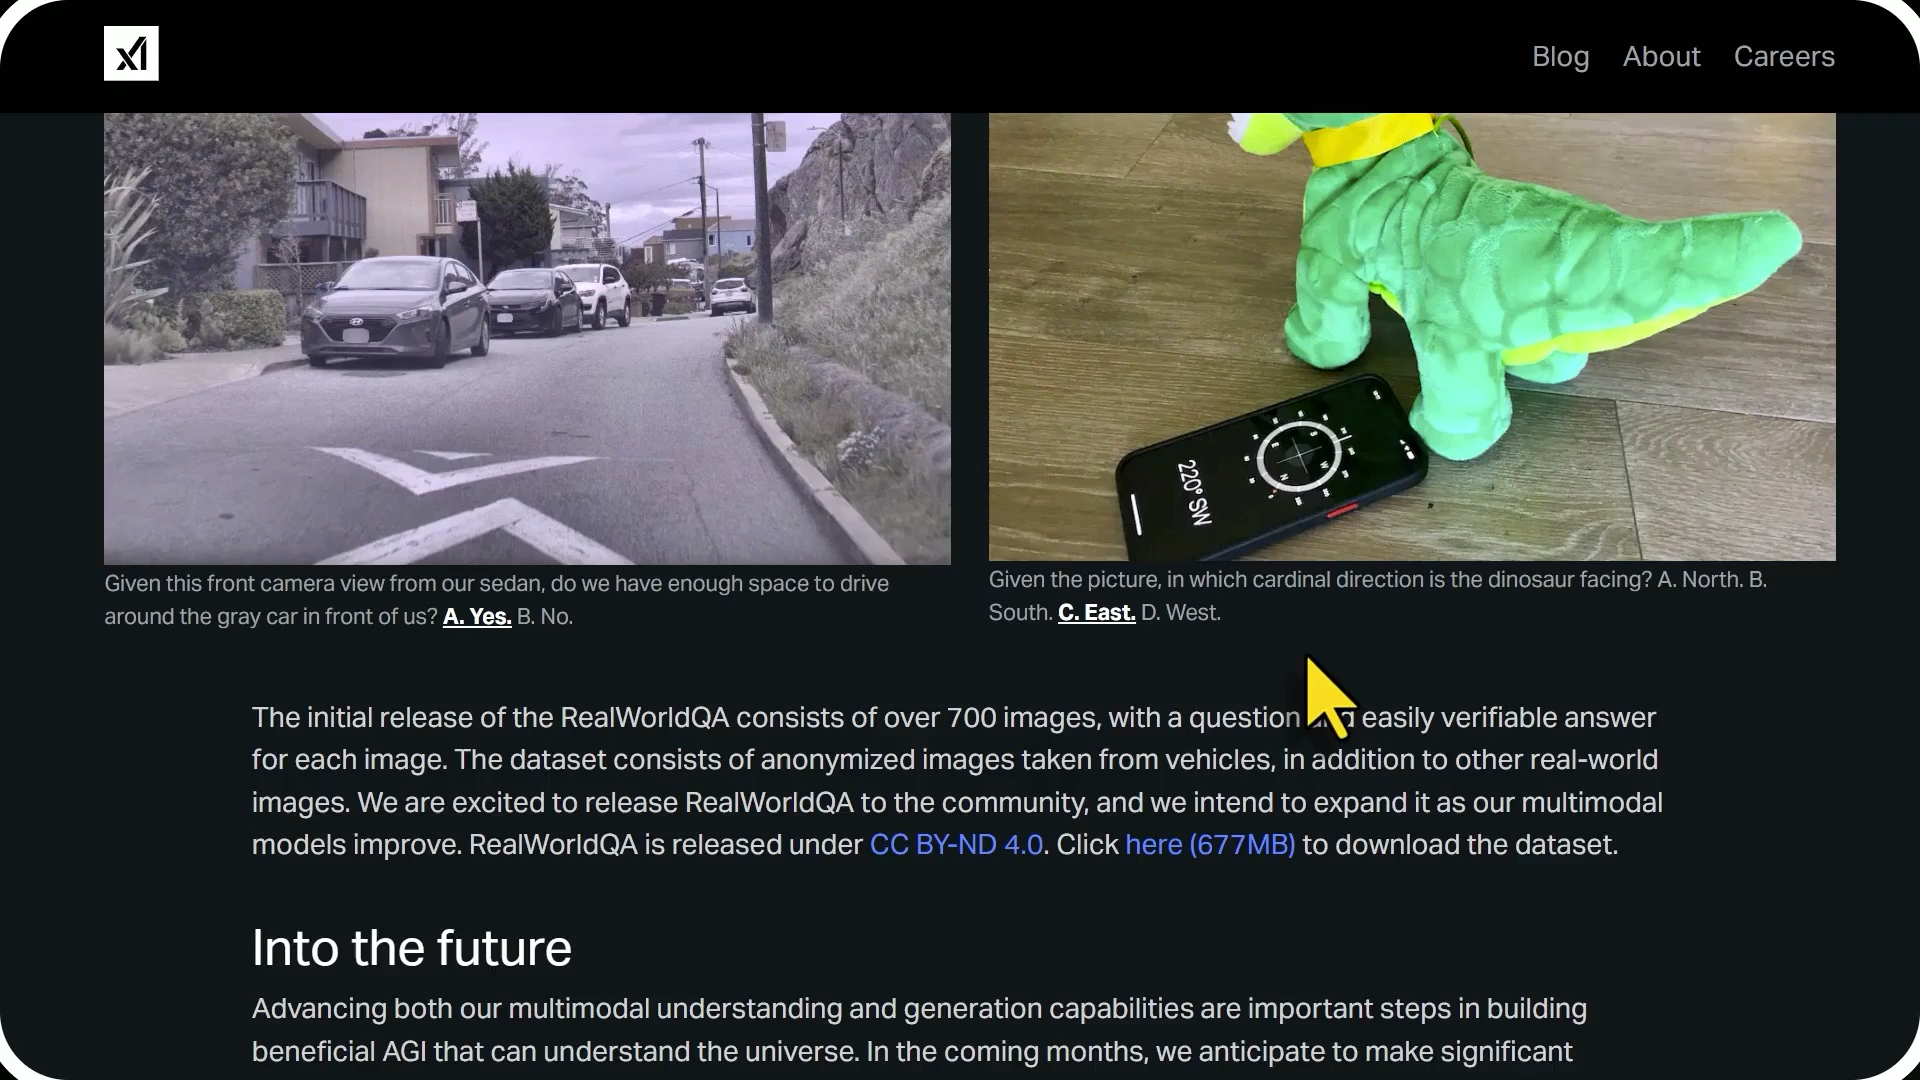 xI
Blog About Careers
220° SW
Given this front camera view from our sedan, do we have enough space to drive
around the gray car in front of us? A. Yes. B. No.
Given the picture, in which cardinal direction is the dinosaur facing? A. North. B.
South. C. East. D. West.
The initial release of the RealWorldQA consists of over 700 images, with a question easily verifiable answer
for each image. The dataset consists of anonymized images taken from vehicles, in addition to other real-world
images. We are excited to release RealWorldQA to the community, and we intend to expand it as our multimodal
models improve. RealWorldQA is released under CC BY-ND 4.0. Click here (677MB) to download the dataset.
Into the future
Advancing both our multimodal understanding and generation capabilities are important steps in building
beneficial AGI that can understand the universe. In the coming months, we anticipate to make significant